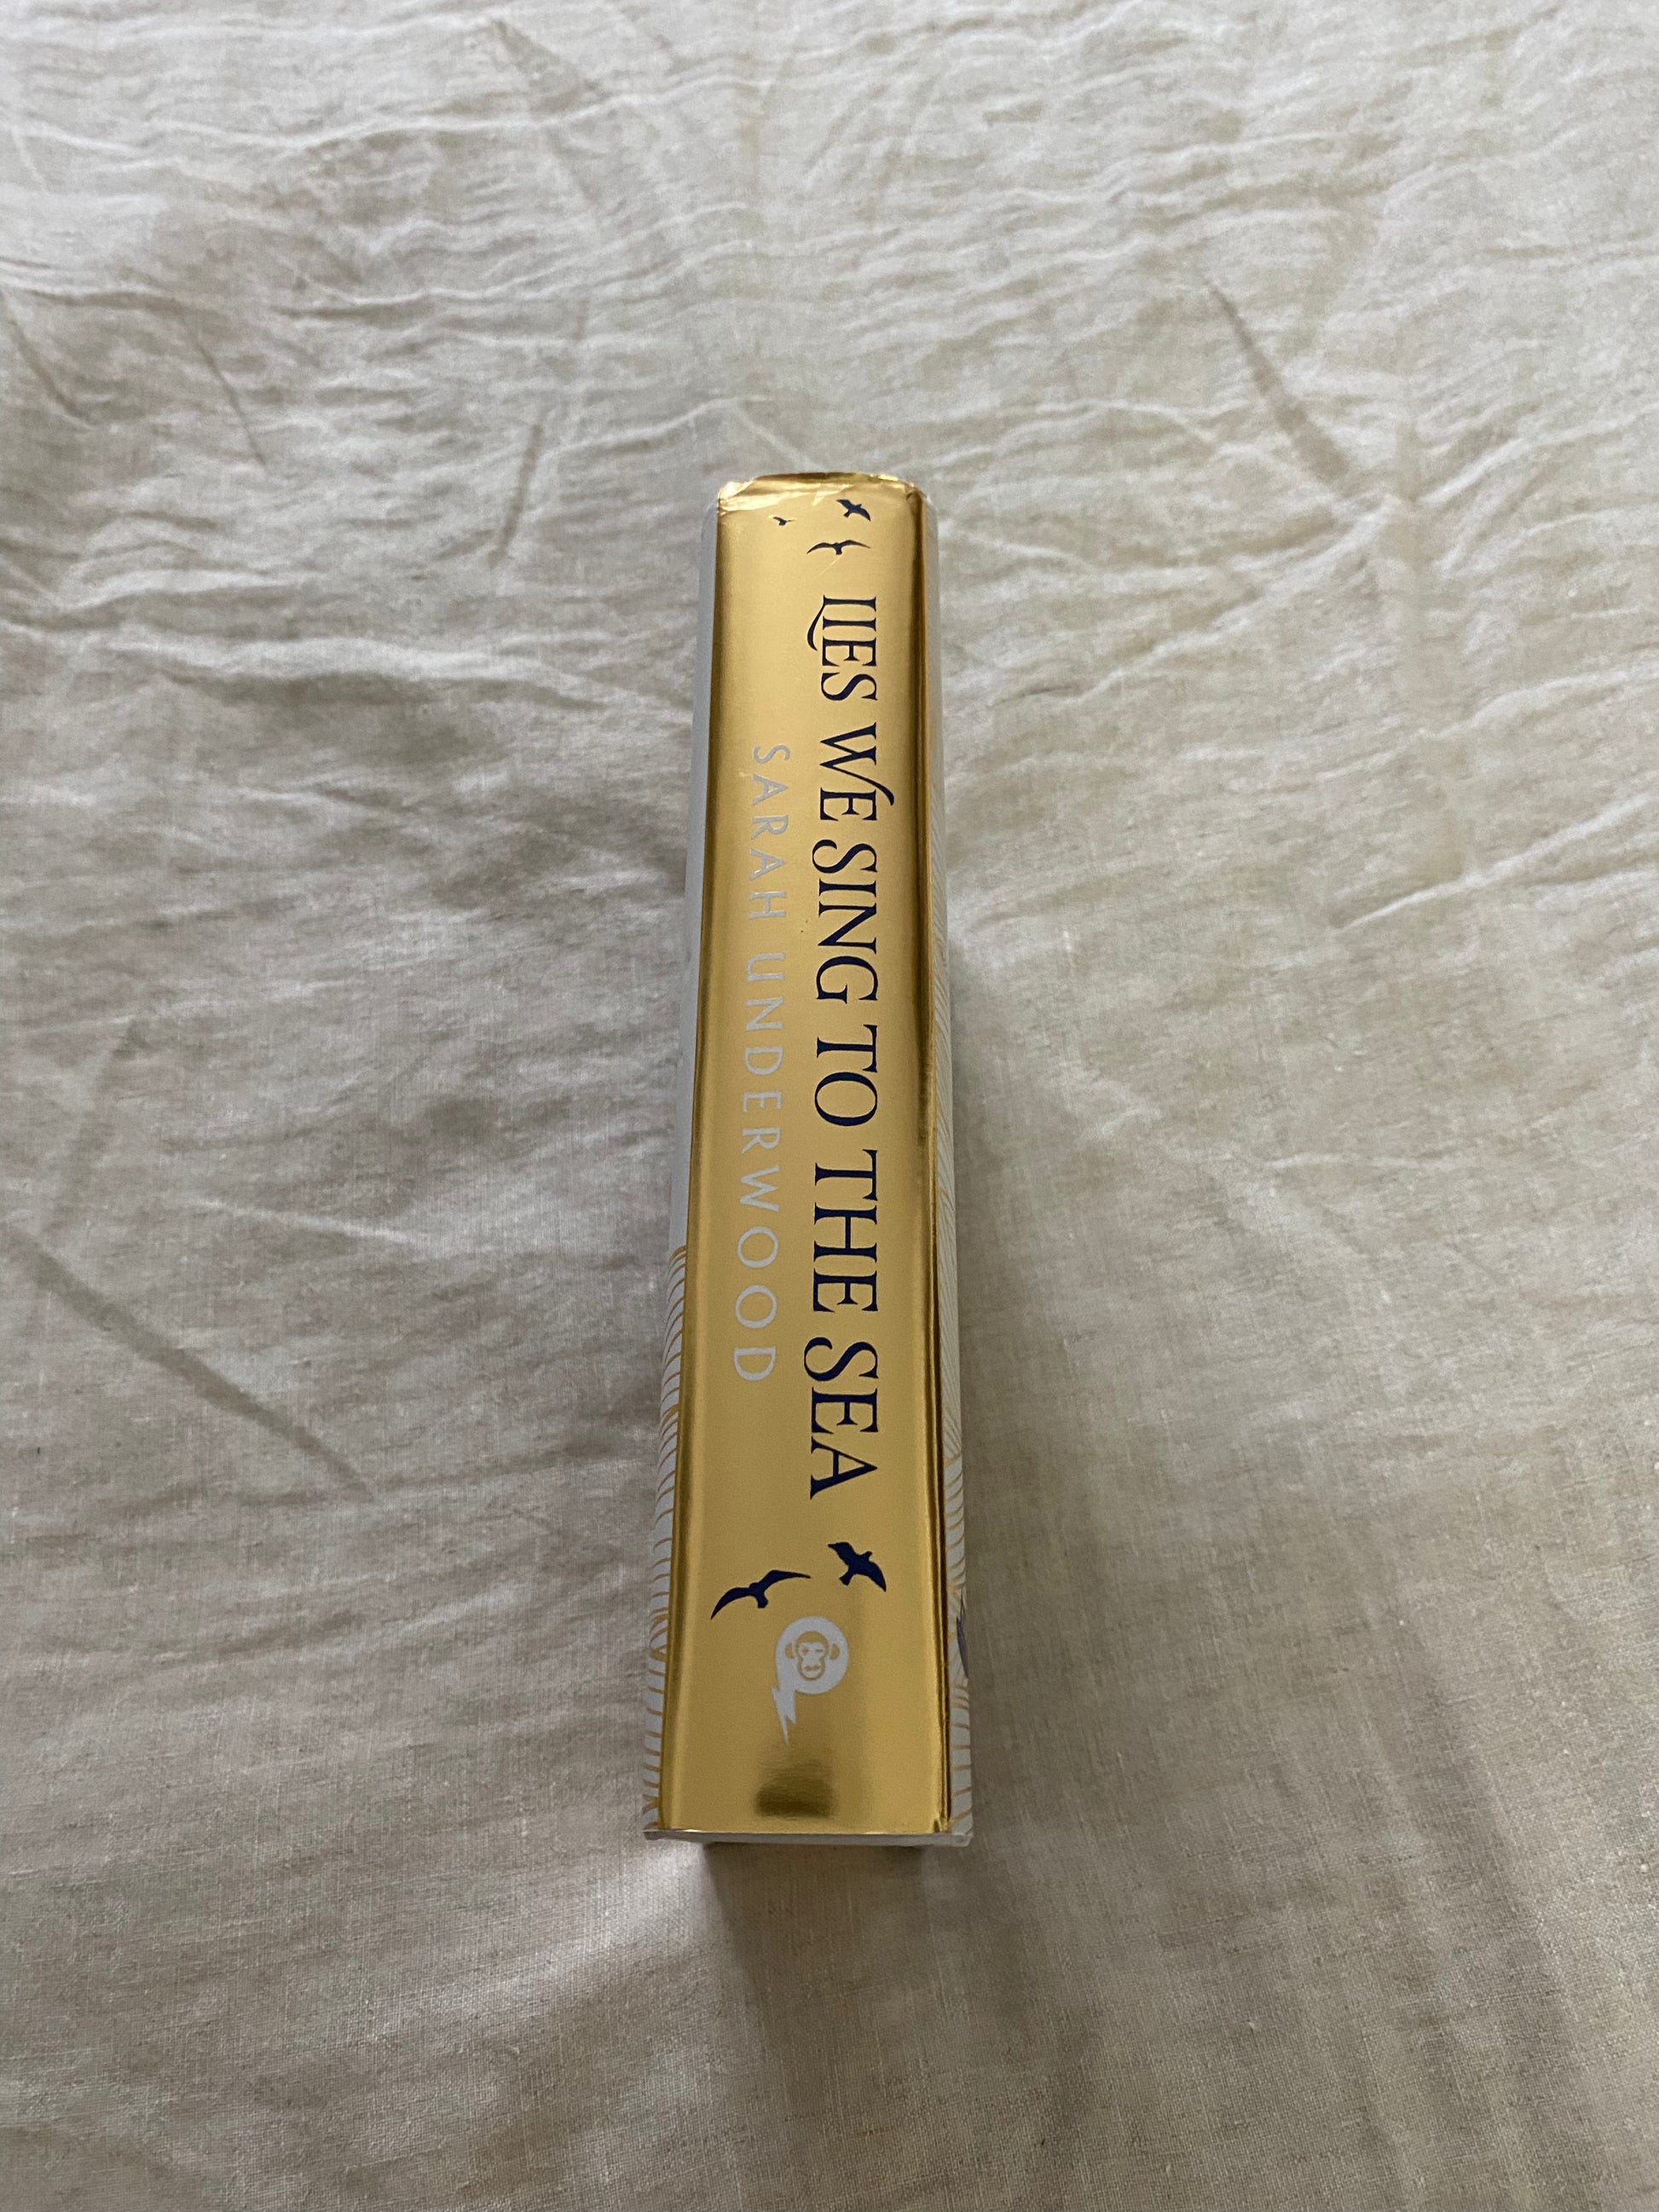 LIES WE SING TO THE SEA
SARAH UNDERWOOD